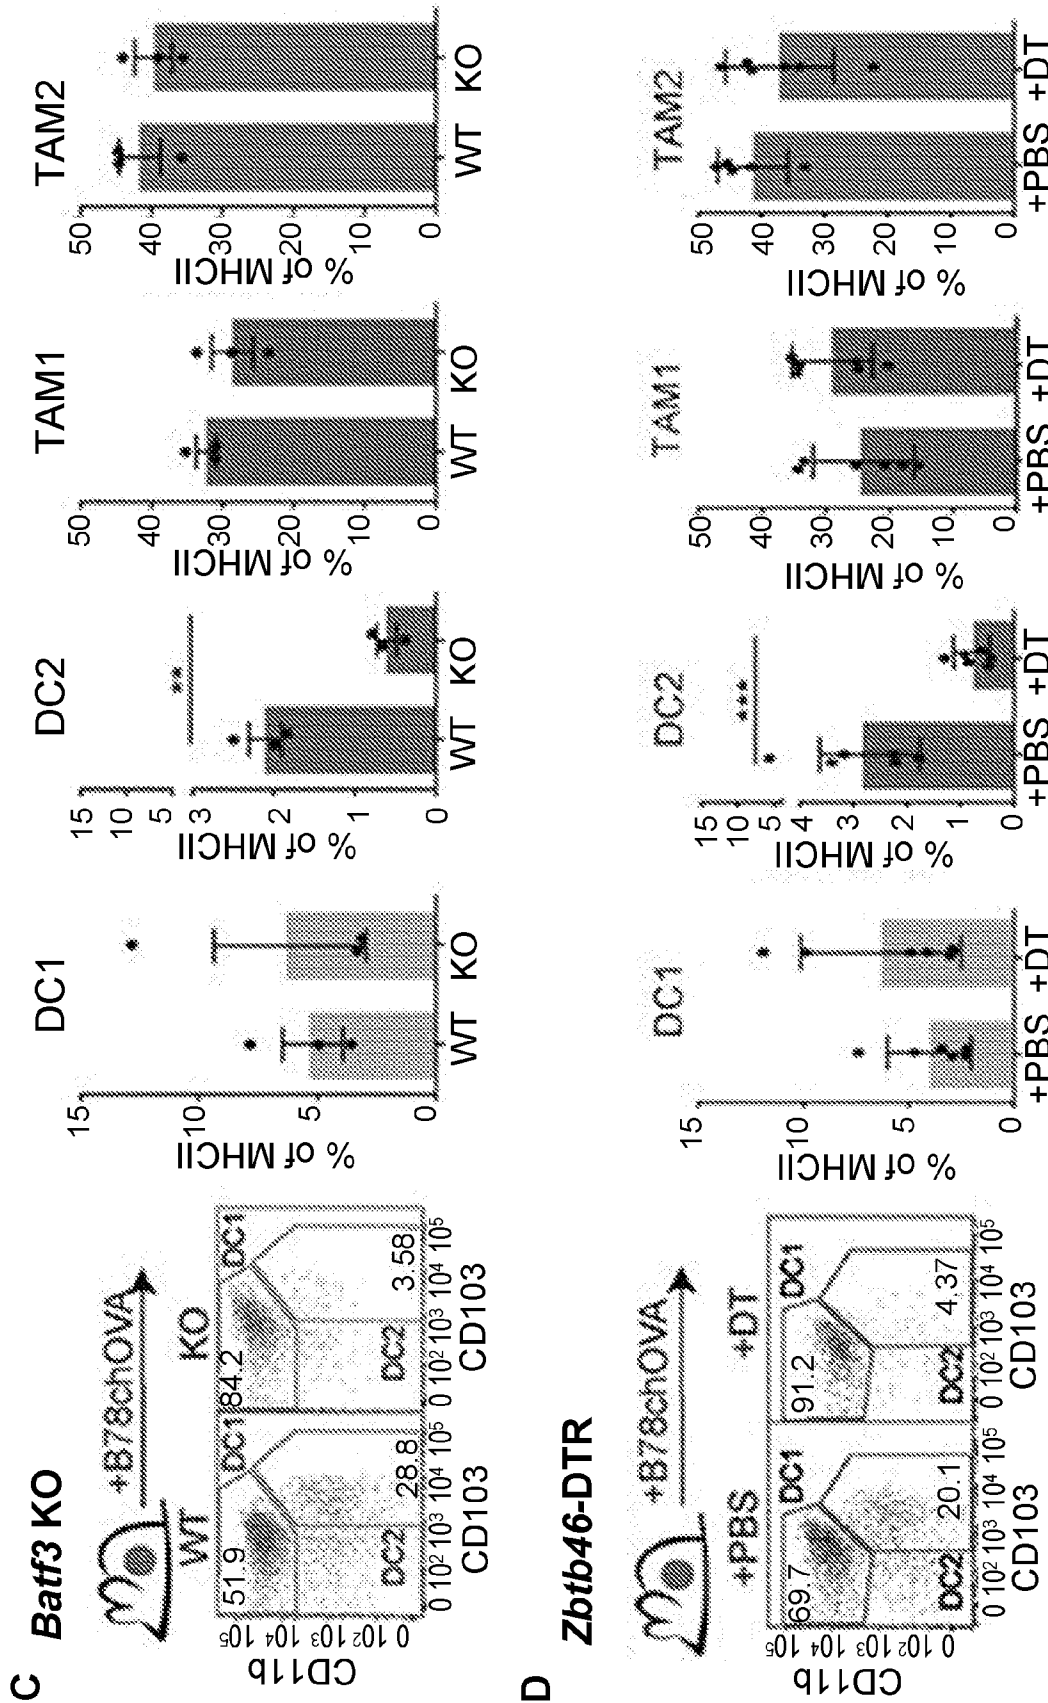 C
Batf3 KO
+B78chOVA
WT
KO
51.9
DC1
84.2
DC1
DC2
28.8
DC2
3.58
CD11b
10⁵
10⁴
10³
10²
0
0 10² 10³ 10⁴ 10⁵
0 10² 10³ 10⁴ 10⁵
CD103
CD103
DC1
% of MHCII
15
10
5
0
WT
KO
DC2
% of MHCII
15
10
5
3
2
1
0
**
WT
KO
TAM1
% of MHCII
50
40
30
20
10
0
WT
KO
TAM2
% of MHCII
50
40
30
20
10
0
WT
KO
D
Zbtb46-DTR
+B78chOVA
+PBS
+DT
69.7
DC1
91.2
DC1
DC2
20.1
DC2
4.37
CD11b
10⁵
10⁴
10³
10²
0
0 10² 10³ 10⁴ 10⁵
0 10² 10³ 10⁴ 10⁵
CD103
CD103
DC1
% of MHCII
15
10
5
0
+PBS
+DT
DC2
% of MHCII
15
10
5
4
3
2
1
0
***
+PBS
+DT
TAM1
% of MHCII
50
40
30
20
10
0
+PBS
+DT
TAM2
% of MHCII
50
40
30
20
10
0
+PBS
+DT